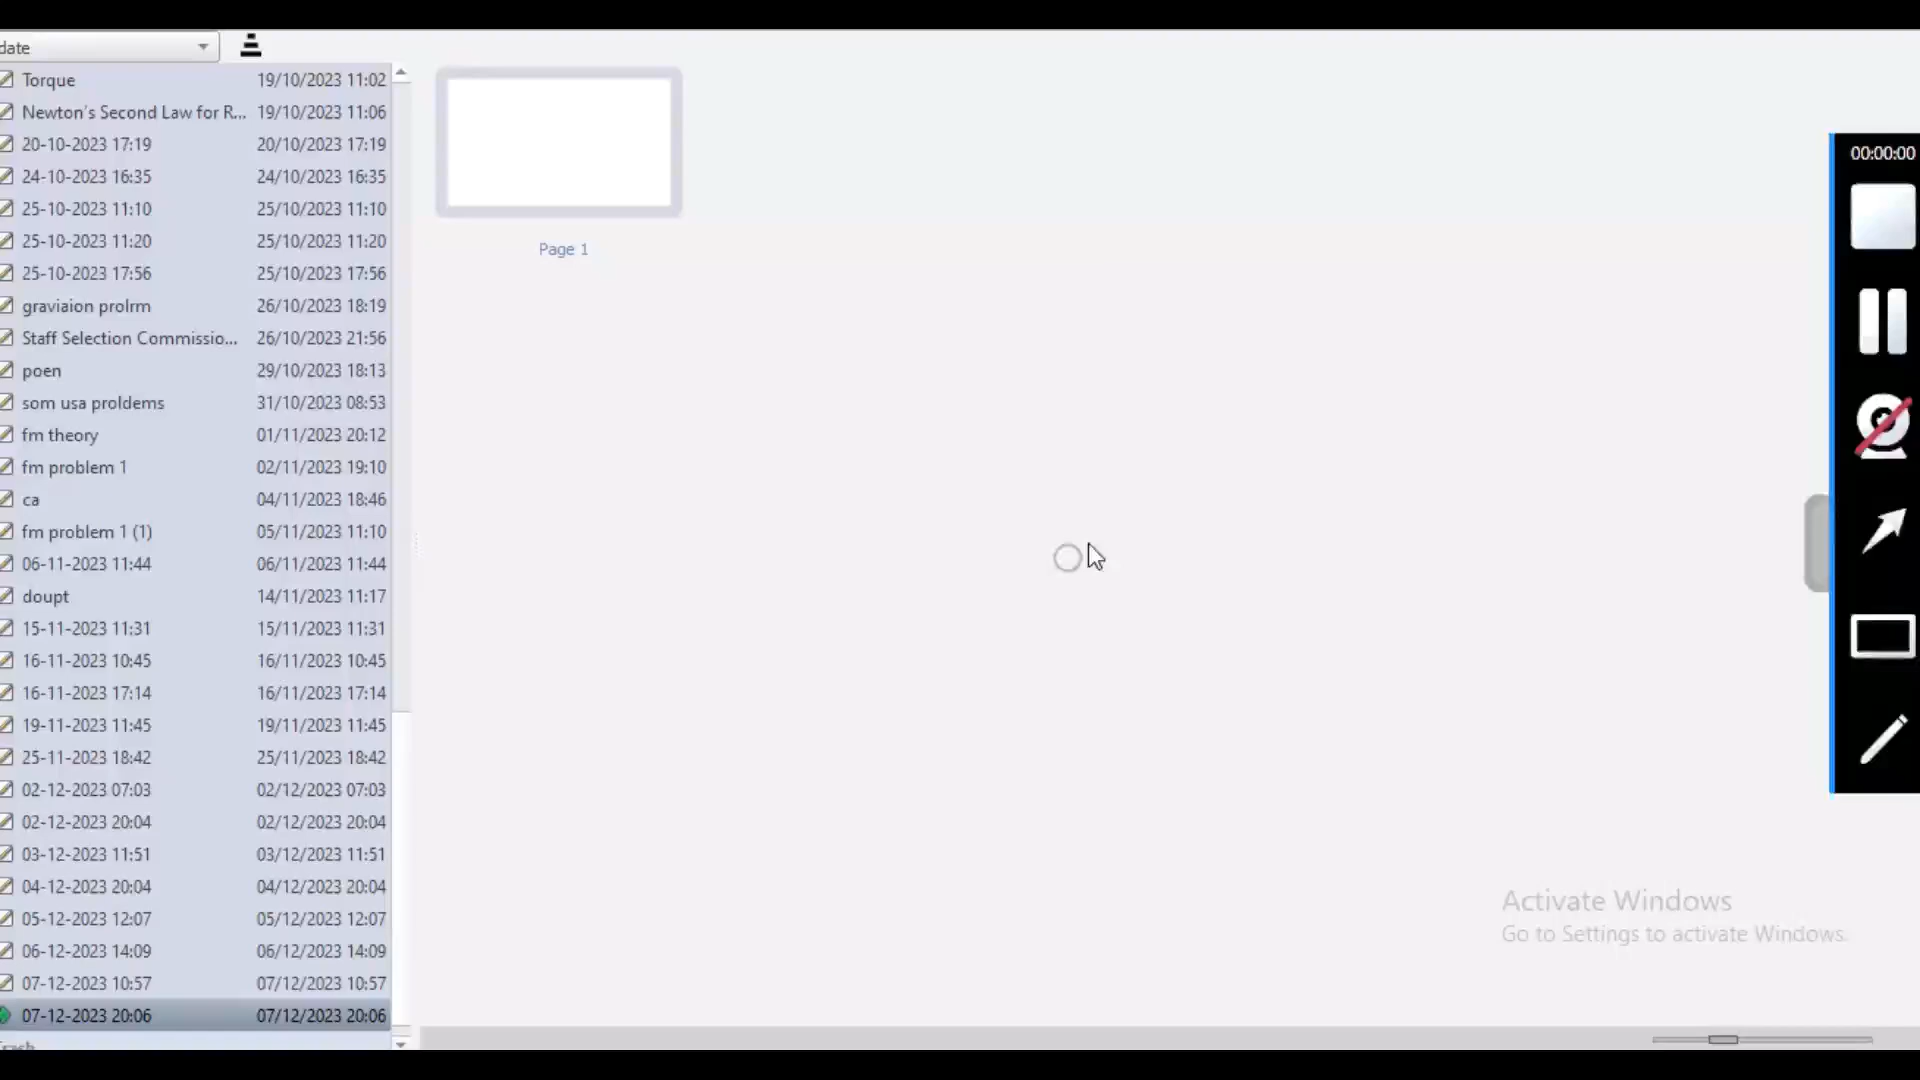 date
Torque 19/10/2023 11:02
Newton's Second Law for R... 19/10/2023 11:06
20-10-2023 17:19 20/10/2023 17:19
24-10-2023 16:35 24/10/2023 16:35
25-10-2023 11:10 25/10/2023 11:10
25-10-2023 11:20 25/10/2023 11:20
25-10-2023 17:56 25/10/2023 17:56
graviaion prolrm 26/10/2023 18:19
Staff Selection Commissio... 26/10/2023 21:56
poen 29/10/2023 18:13
som usa proldems 31/10/2023 08:53
fm theory 01/11/2023 20:12
fm problem 1 02/11/2023 19:10
ca 04/11/2023 18:46
fm problem 1 (1) 05/11/2023 11:10
06-11-2023 11:44 06/11/2023 11:44
doupt 14/11/2023 11:17
15-11-2023 11:31 15/11/2023 11:31
16-11-2023 10:45 16/11/2023 10:45
16-11-2023 17:14 16/11/2023 17:14
19-11-2023 11:45 19/11/2023 11:45
25-11-2023 18:42 25/11/2023 18:42
02-12-2023 07:03 02/12/2023 07:03
02-12-2023 20:04 02/12/2023 20:04
03-12-2023 11:51 03/12/2023 11:51
04-12-2023 20:04 04/12/2023 20:04
05-12-2023 12:07 05/12/2023 12:07
06-12-2023 14:09 06/12/2023 14:09
07-12-2023 10:57 07/12/2023 10:57
07-12-2023 20:06 07/12/2023 20:06
Page 1
00:00:00
Activate Windows
Go to Settings to activate Windows.